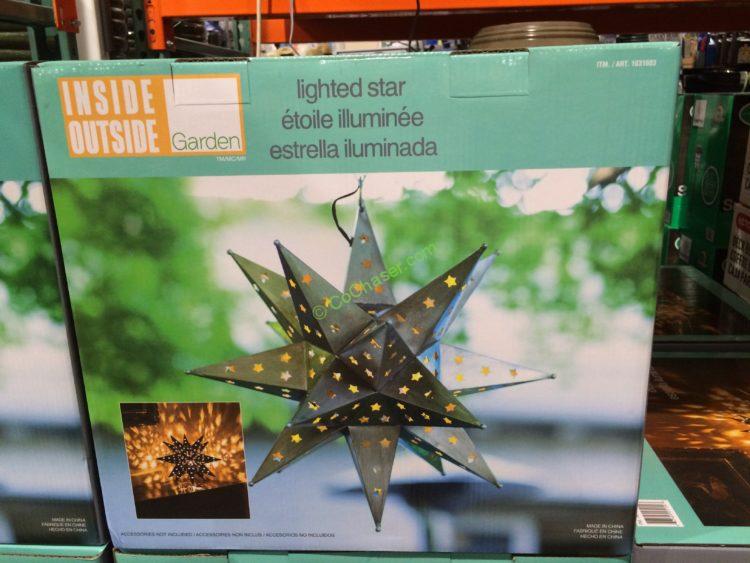 ITM. / ART. 1031603
INSIDE
OUTSIDE
Garden
TM/MC/MR
lighted star
étoile illuminée
estrella iluminada
© CoChaser.com
MADE IN CHINA
FABRIQUÉ EN CHINE
HECHO EN CHINA
ACCESSORIES NOT INCLUDED / ACCESSOIRES NON INCLUS / ACCESORIOS NO INCLUIDOS
MADE IN CHINA
FABRIQUÉ EN CHINE
HECHO EN CHINA